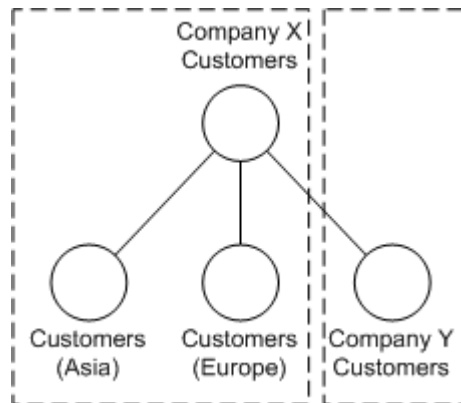 Company X
Customers
Customers
(Asia)
Customers
(Europe)
Company Y
Customers